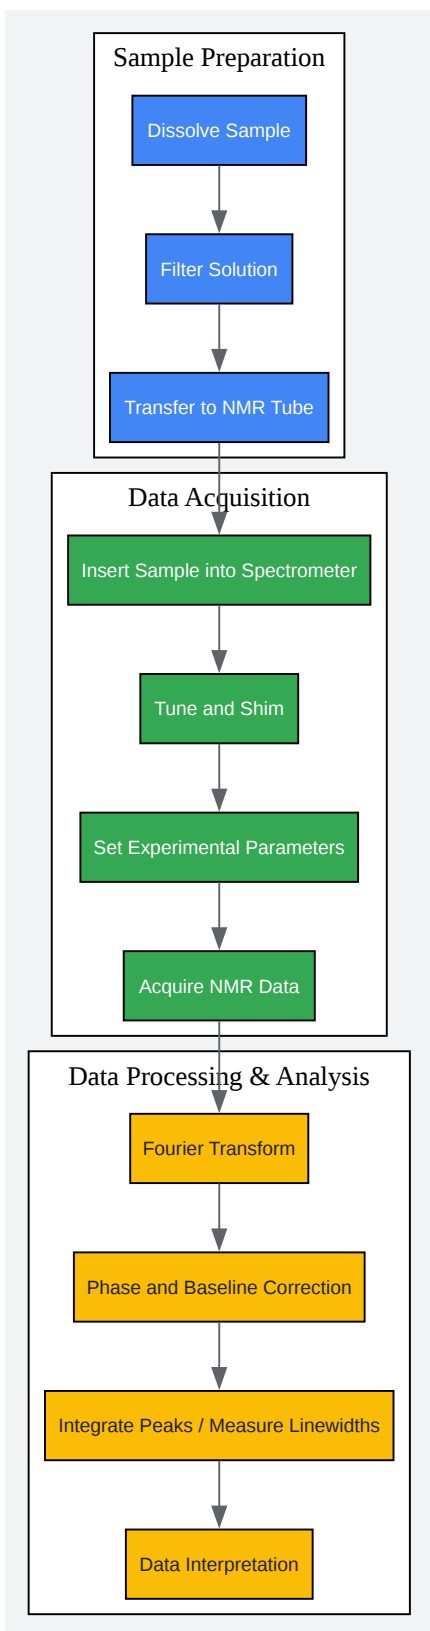 Sample Preparation
Dissolve Sample
Filter Solution
Transfer to NMR Tube
Data Acquisition
Insert Sample into Spectrometer
Tune and Shim
Set Experimental Parameters
Acquire NMR Data
Data Processing & Analysis
Fourier Transform
Phase and Baseline Correction
Integrate Peaks / Measure Linewidths
Data Interpretation